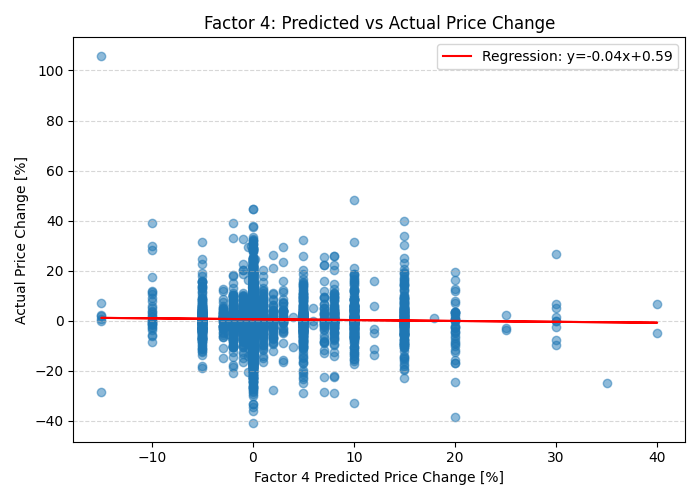 Factor 4: Predicted vs Actual Price Change
Regression: y=-0.04x+0.59
Actual Price Change [%]
100
80
60
40
20
0
−20
−40
−10 0 10 20 30 40
Factor 4 Predicted Price Change [%]